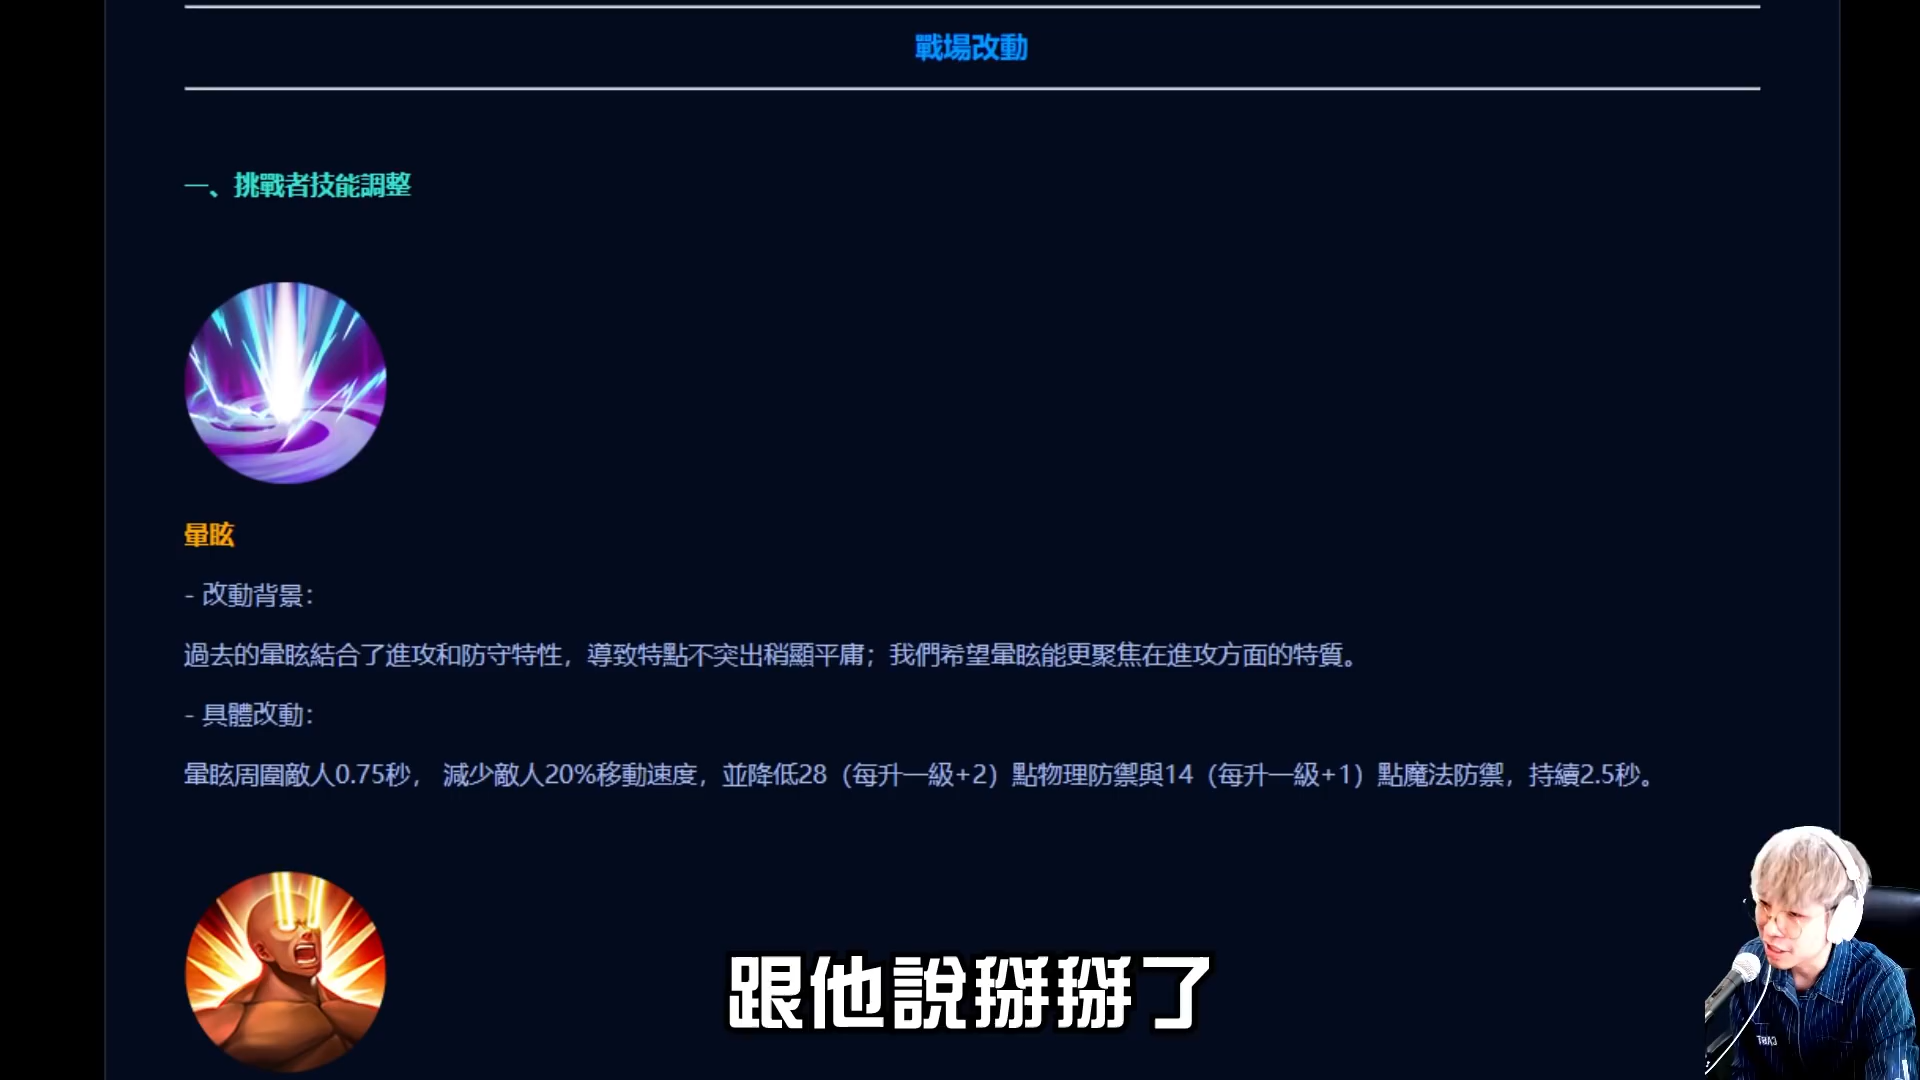 戰場改動
一、挑戰者技能調整
暈眩
- 改動背景：
過去的暈眩結合了進攻和防守特性，導致特點不突出稍顯平庸；我們希望暈眩能更聚焦在進攻方面的特質。
- 具體改動：
暈眩周圍敵人0.75秒， 減少敵人20%移動速度，並降低28（每升一級+2）點物理防禦與14（每升一級+1）點魔法防禦，持續2.5秒。
跟他說掰掰了